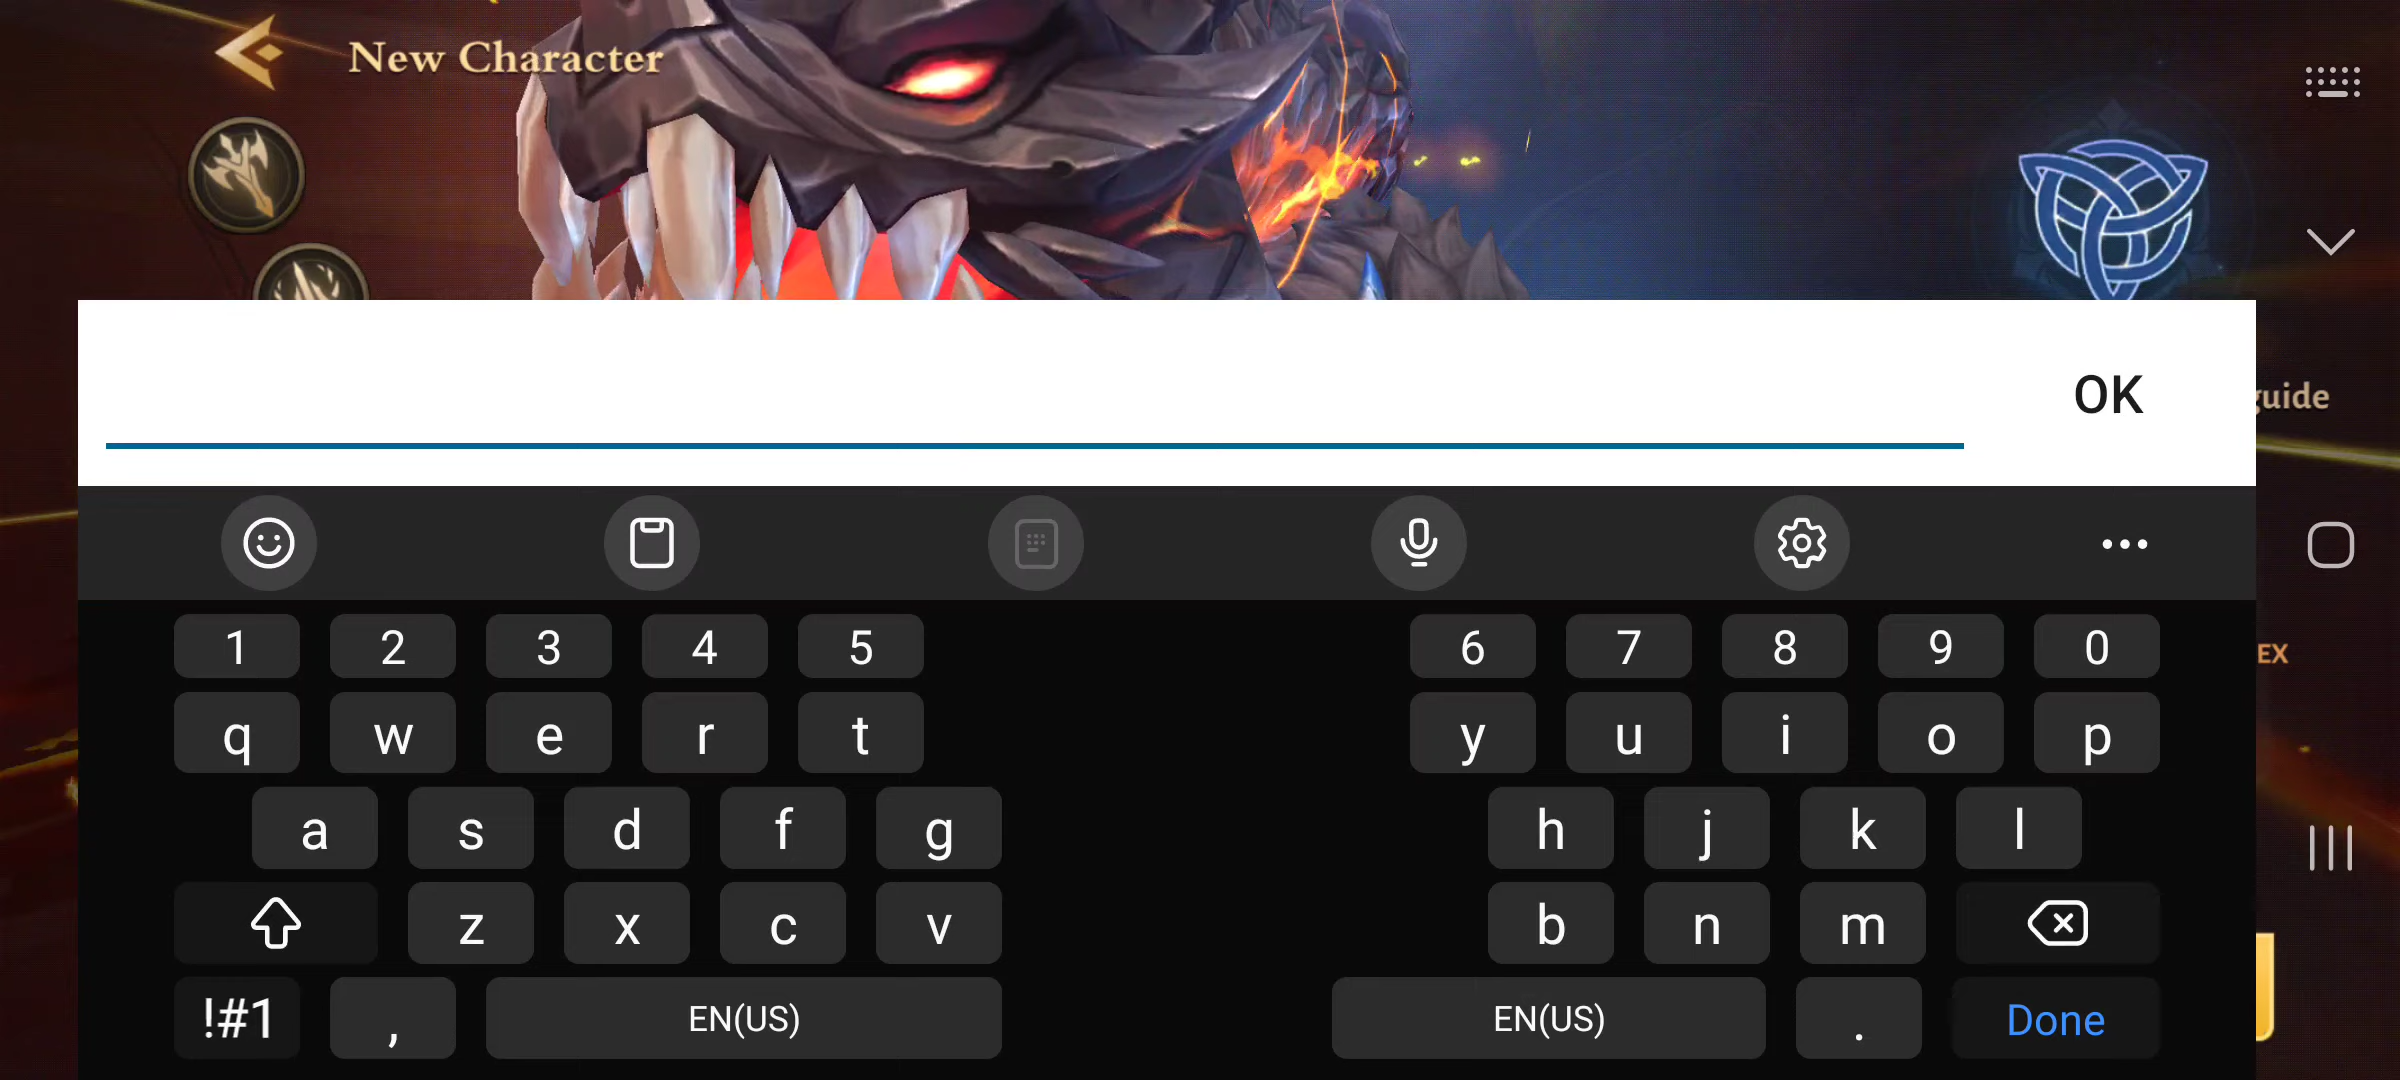 New Character
OK
guide
1 2 3 4 5 6 7 8 9 0
q w e r t y u i o p
EX
a s d f g h j k l
z x c v b n m
!#1 , EN(US) EN(US) . Done